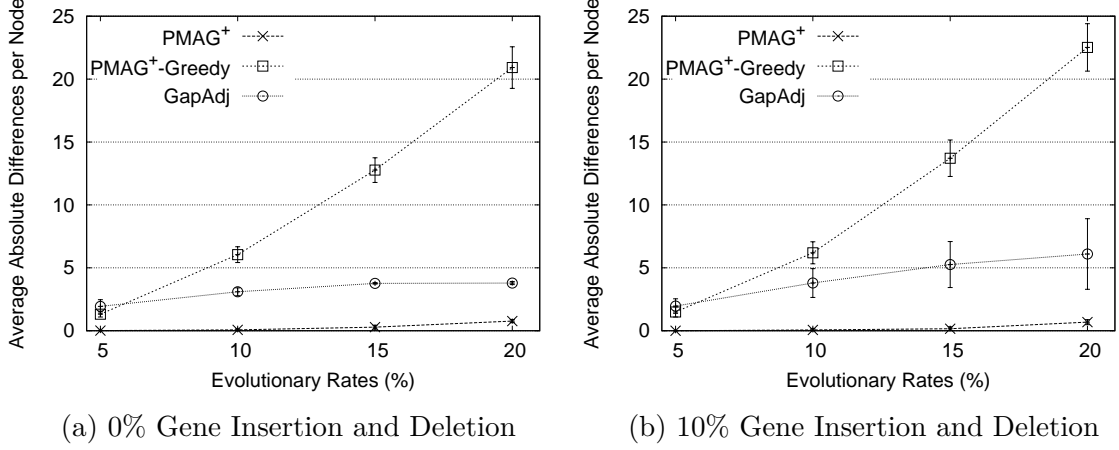 Average Absolute Differences per Node
25
20
15
10
5
0
PMAG+
PMAG+-Greedy
GapAdj
5 10 15 20
Evolutionary Rates (%)
(a) 0% Gene Insertion and Deletion
Average Absolute Differences per Node
25
20
15
10
5
0
PMAG+
PMAG+-Greedy
GapAdj
5 10 15 20
Evolutionary Rates (%)
(b) 10% Gene Insertion and Deletion